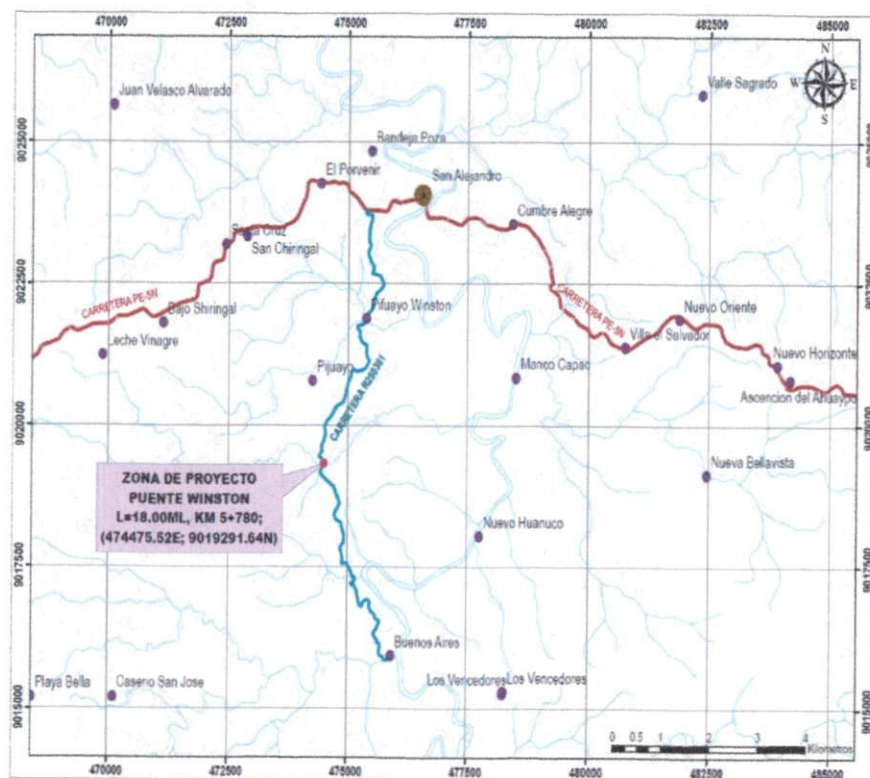 470000 472500 475000 477500 480000 482500 485000
N
W E
S
Juan Velasco Alvarado
Valle Sagrado
9025000
Bandeja Poza
El Porvenir
San Alejandro
Cumbre Alegre
San Chiringal
9022500
CARRETERA PE-5N
Bajo Shiringal
CARRETERA PE-5N
Pifuayo Winston
Nuevo Oriente
Villa el Salvador
Leche Vinagre
Nuevo Horizonte
Pijuayo
Manco Capac
Ascencion del Ahuaypo
CARRETERA R250381
9020000
9020000
ZONA DE PROYECTO
PUENTE WINSTON
L=18.00ML, KM 5+780;
(474475.52E; 9019291.64N)
Nueva Bellavista
Nuevo Huanuco
9017500
9017500
Buenos Aires
Playa Bella
Caserio San Jose
Los Vencedores
Los Vencedores
9015000
9015000
0 0.5 1 2 3 4
Kilometros
470000 472500 475000 477500 480000 482500 485000